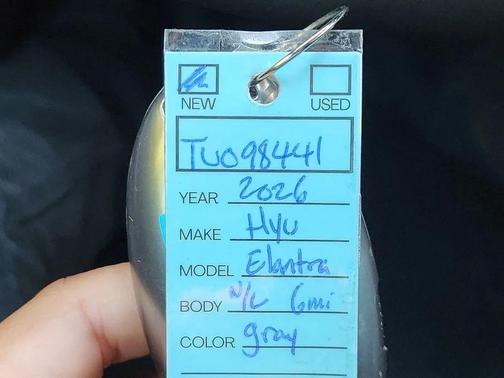 NEW USED
TU098441
YEAR 2026
MAKE Hyu
MODEL Elantra
BODY N/L 6mi
COLOR gray